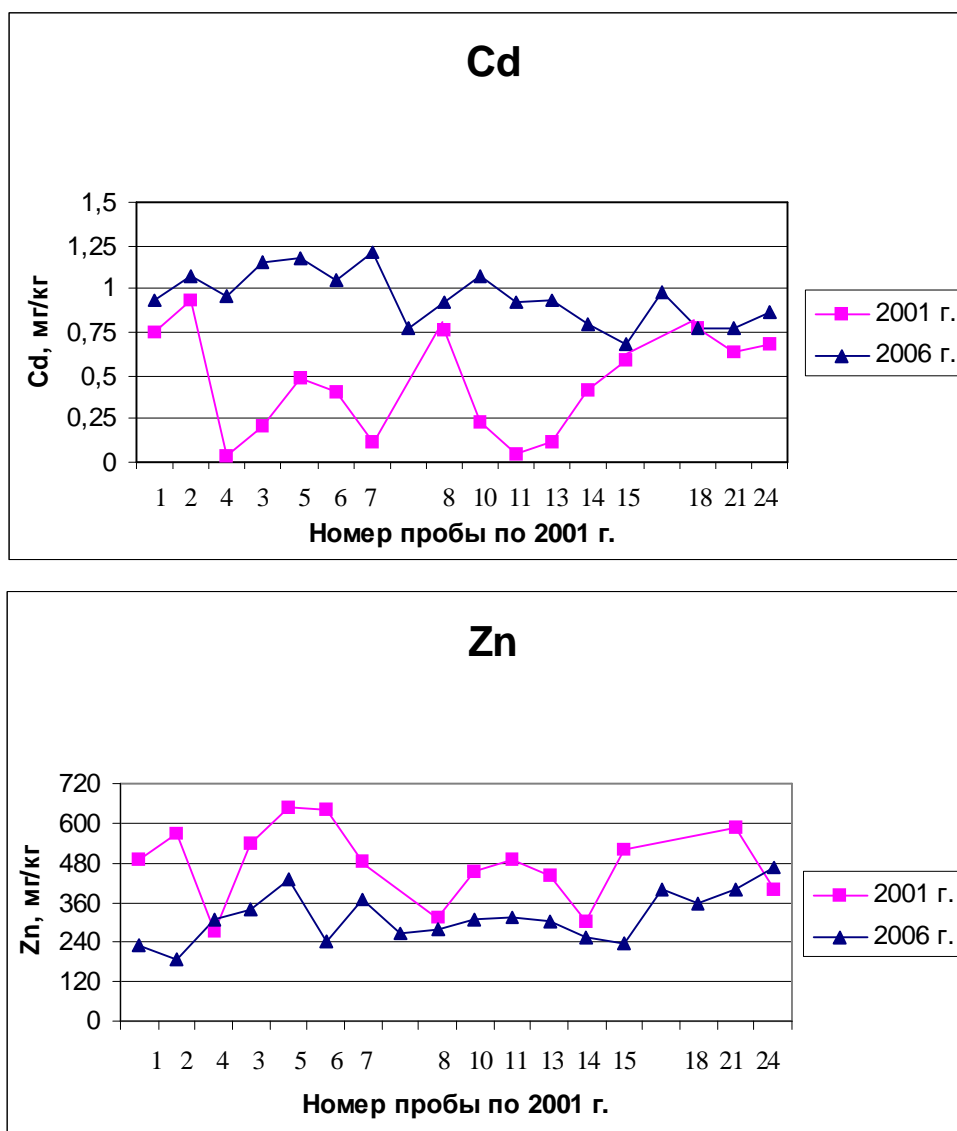 Cd
1,5
1,25
1
0,75
0,5
0,25
0
Cd, мг/кг
1 2 4 3 5 6 7 8 10 11 13 14 15 18 21 24
Номер пробы по 2001 г.
2001 г.
2006 г.
Zn
720
600
480
360
240
120
0
Zn, мг/кг
1 2 4 3 5 6 7 8 10 11 13 14 15 18 21 24
Номер пробы по 2001 г.
2001 г.
2006 г.